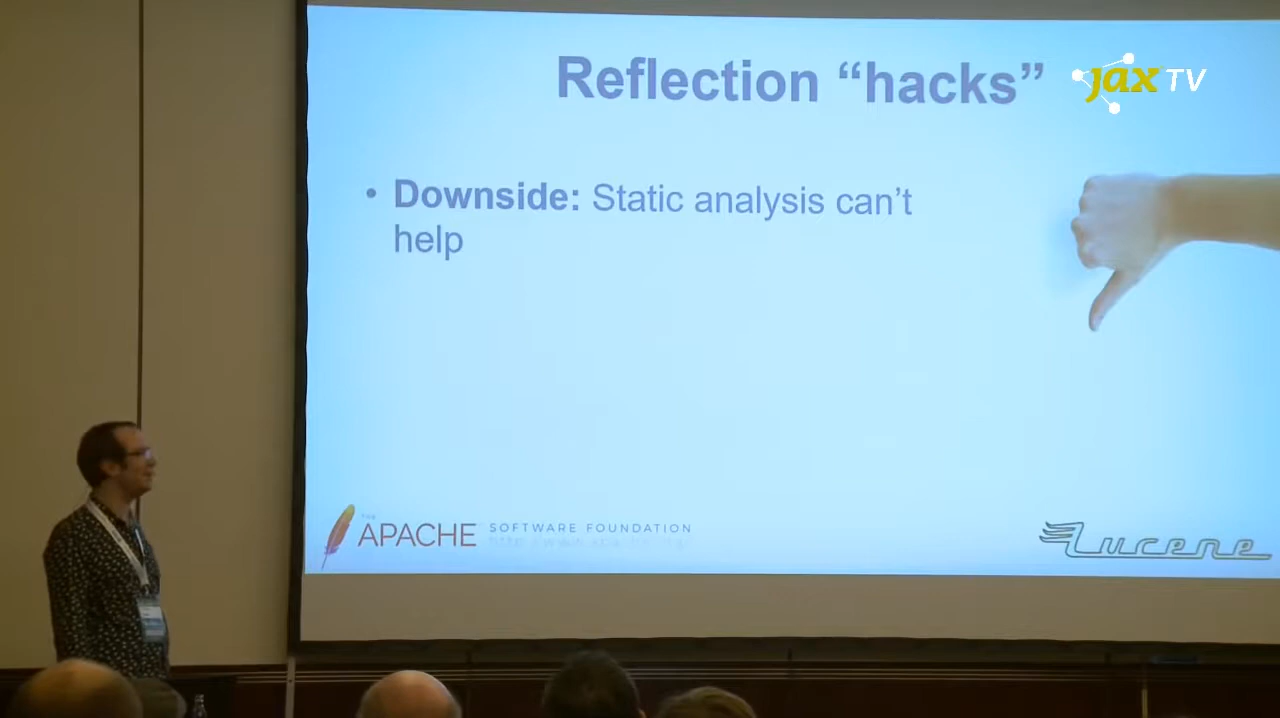 Reflection “hacks”
jax TV
• Downside: Static analysis can’t
help
THE
APACHE SOFTWARE FOUNDATION
Lucene